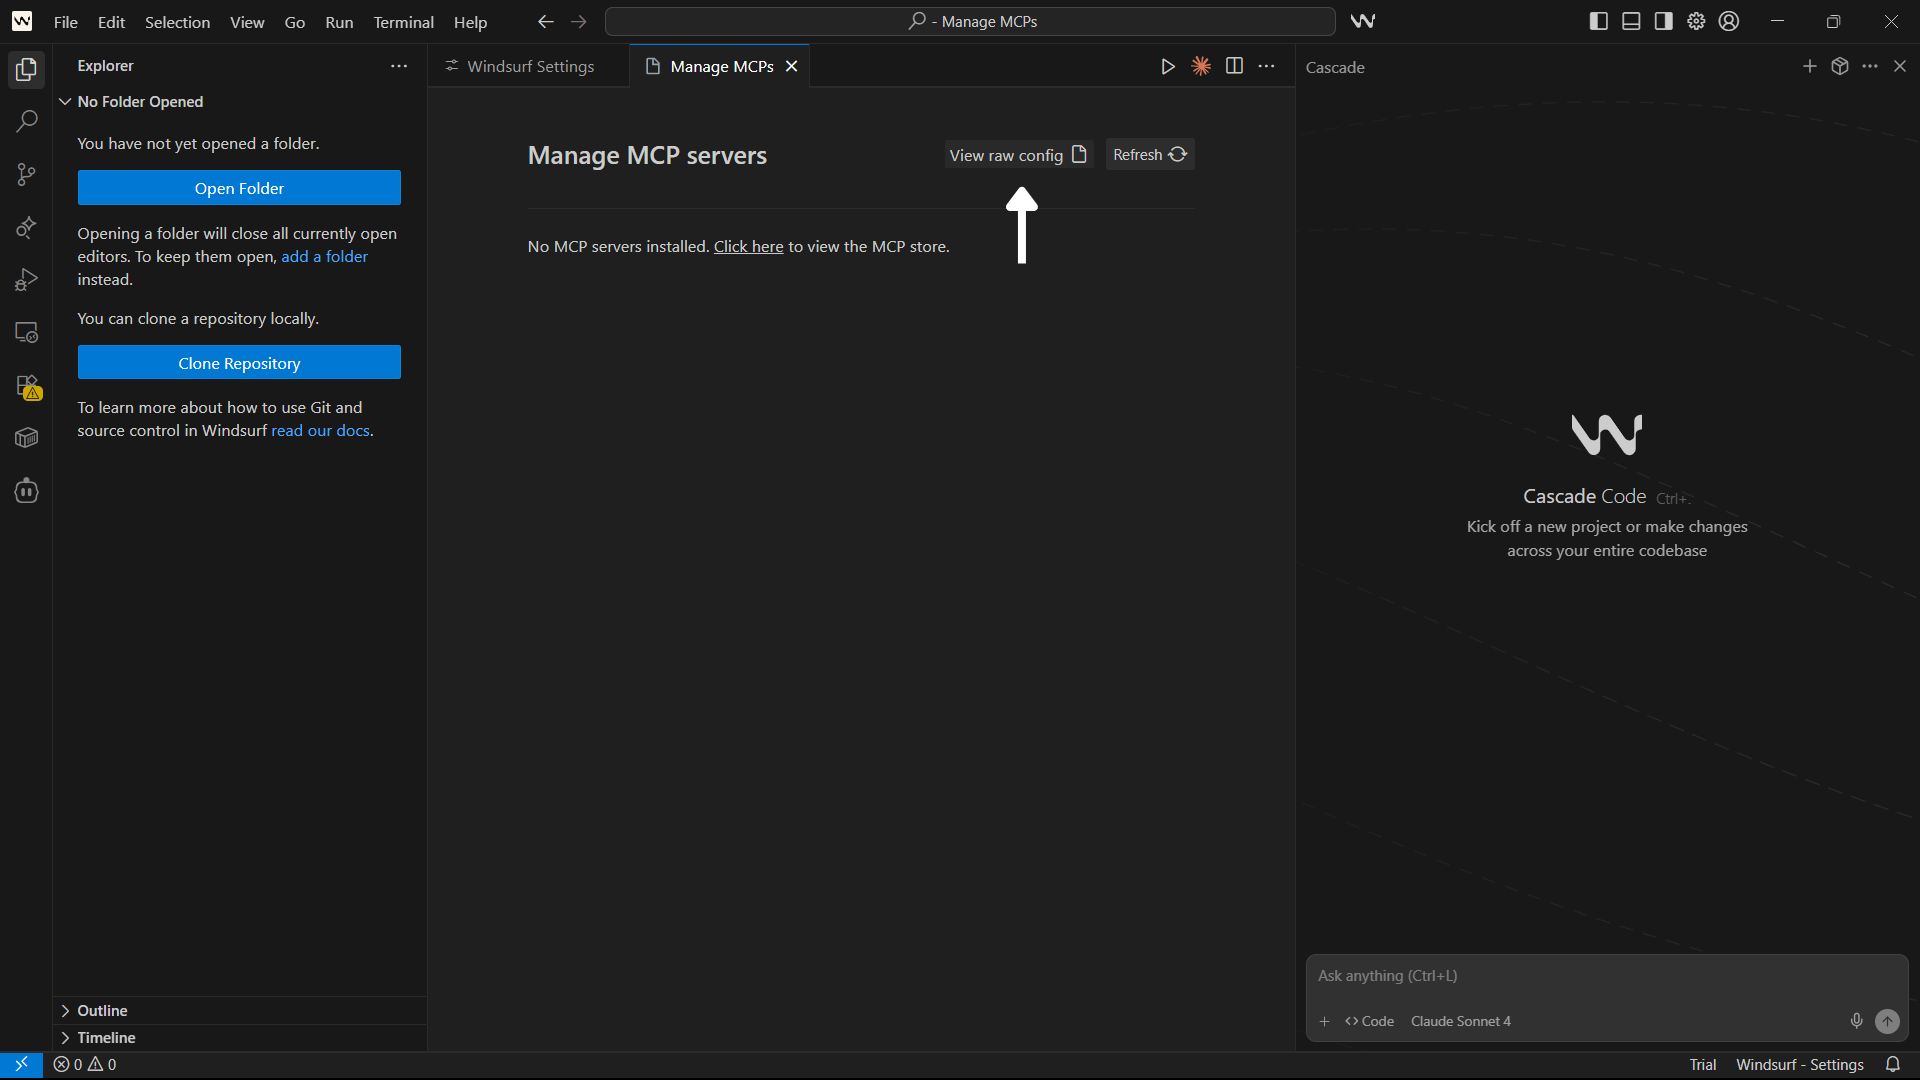 File Edit Selection View Go Run Terminal Help
- Manage MCPs
Explorer
No Folder Opened
You have not yet opened a folder.
Open Folder
Opening a folder will close all currently open
editors. To keep them open, add a folder
instead.
You can clone a repository locally.
Clone Repository
To learn more about how to use Git and
source control in Windsurf read our docs.
Outline
Timeline
Windsurf Settings
Manage MCPs
Manage MCP servers
View raw config
Refresh
No MCP servers installed. Click here to view the MCP store.
Cascade
Cascade Code Ctrl+.
Kick off a new project or make changes
across your entire codebase
Ask anything (Ctrl+L)
Code Claude Sonnet 4
0 0
Trial Windsurf - Settings